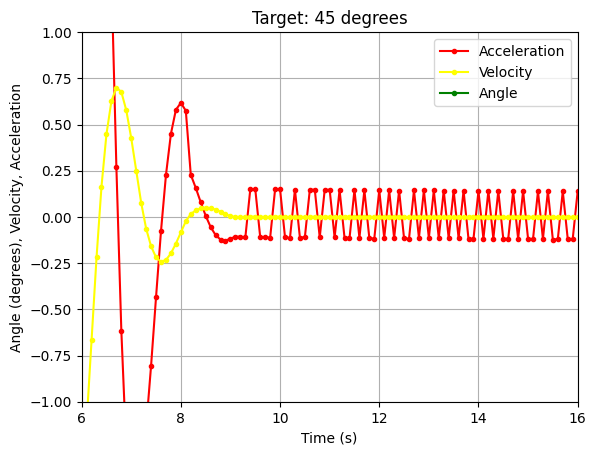 Target: 45 degrees
Angle (degrees), Velocity, Acceleration
1.00
0.75
0.50
0.25
0.00
−0.25
−0.50
−0.75
−1.00
Acceleration
Velocity
Angle
6
8
10
12
14
16
Time (s)